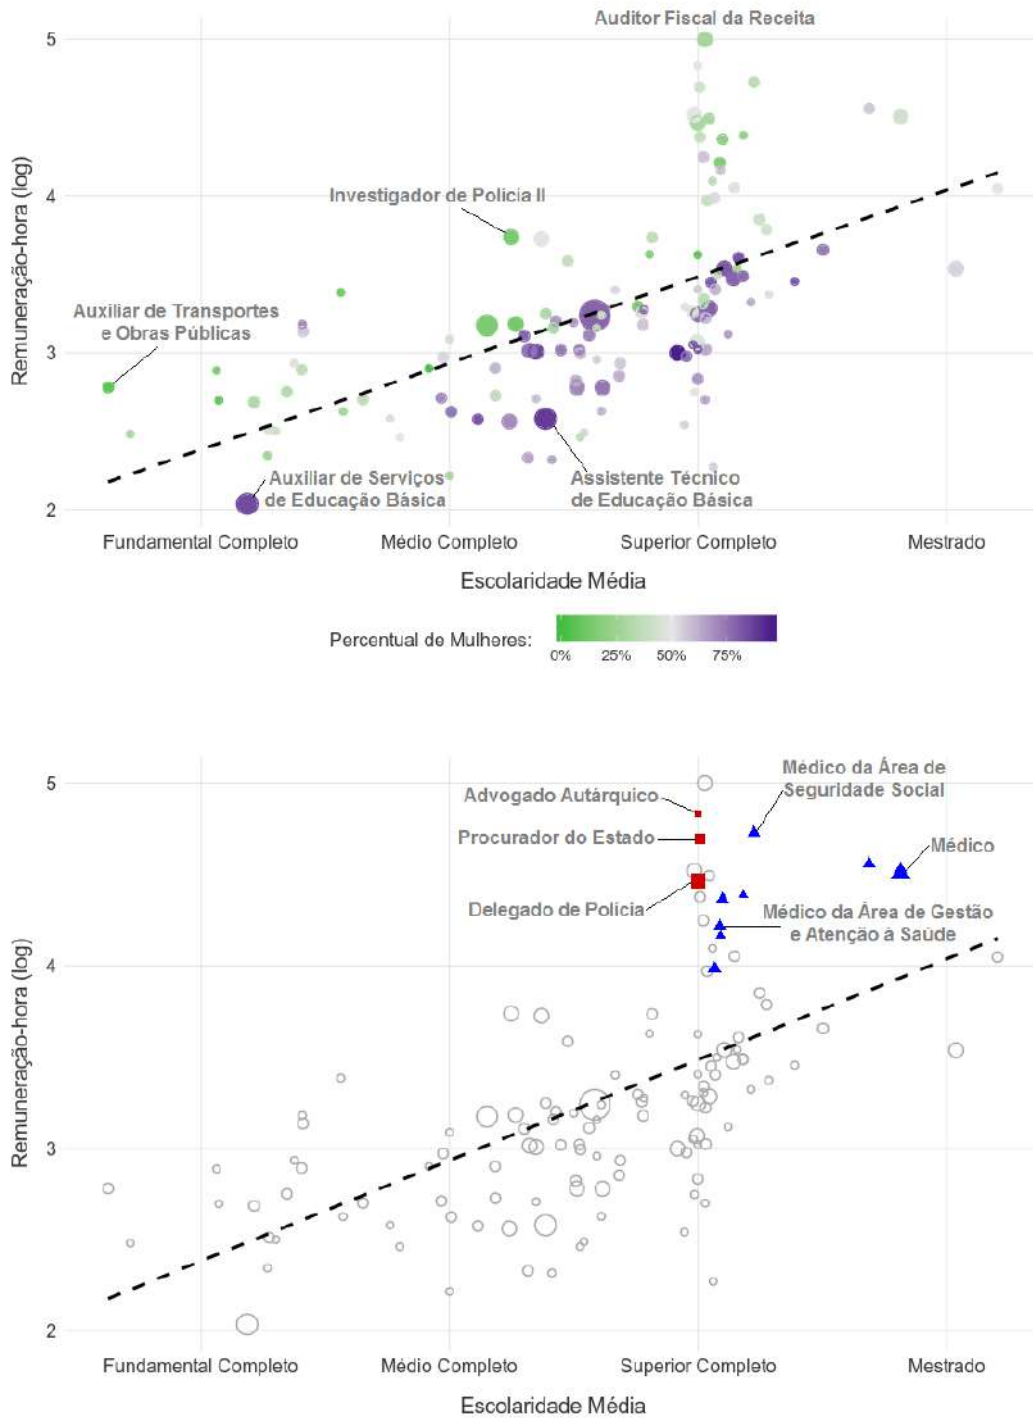 Auditor Fiscal da Receita
5
Investigador de Polícia II
4
Auxiliar de Transportes
e Obras Públicas
3
Auxiliar de Serviços
de Educação Básica
Assistente Técnico
de Educação Básica
2
Remuneração-hora (log)
Fundamental Completo
Médio Completo
Superior Completo
Mestrado
Escolaridade Média
Percentual de Mulheres:
0%
25%
50%
75%
Médico da Área de
Seguridade Social
5
Advogado Autárquico
Procurador do Estado
Médico
Delegado de Polícia
Médico da Área de Gestão
e Atenção à Saúde
4
3
2
Remuneração-hora (log)
Fundamental Completo
Médio Completo
Superior Completo
Mestrado
Escolaridade Média